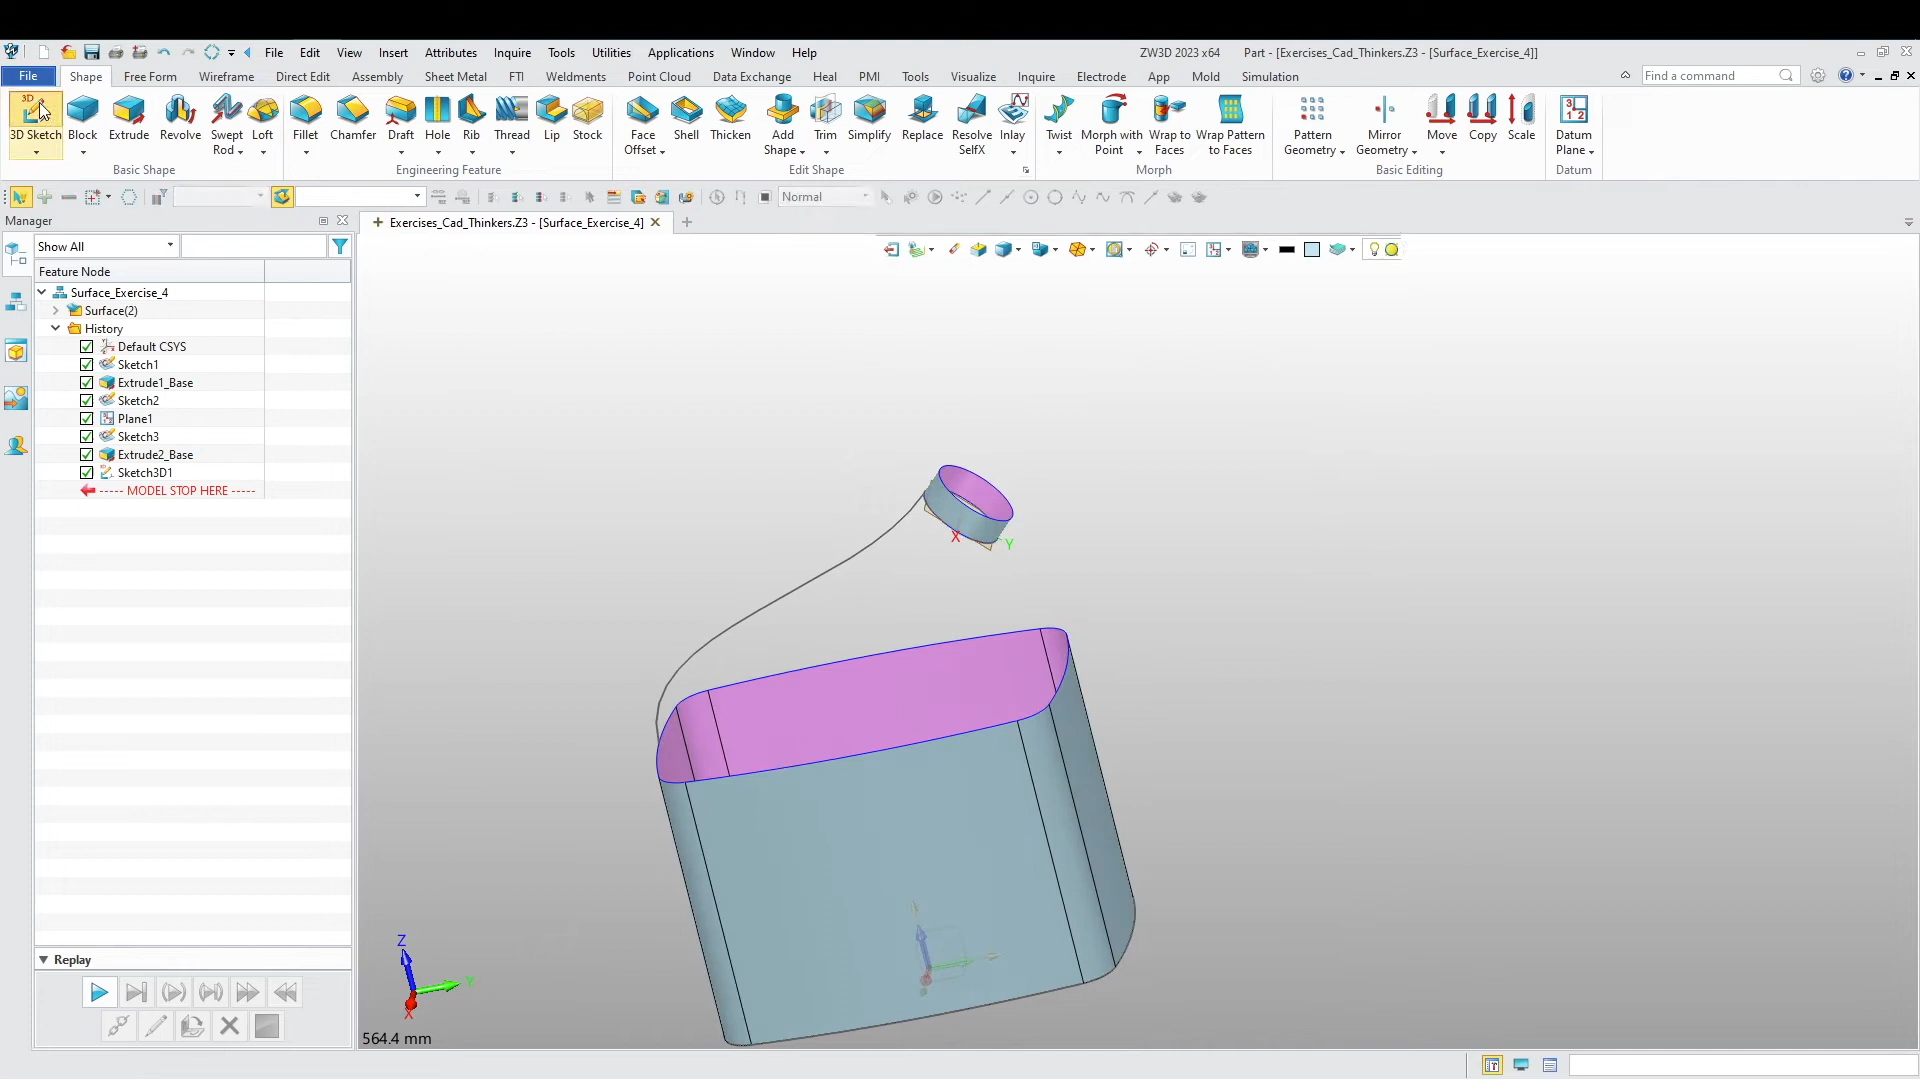 File Edit View Insert Attributes Inquire Tools Utilities Applications Window Help ZW3D 2023 x64 Part - [Exercises_Cad_Thinkers.Z3 - [Surface_Exercise_4]]
File Shape Free Form Wireframe Direct Edit Assembly Sheet Metal FTI Weldments Point Cloud Data Exchange Heal PMI Tools Visualize Inquire Electrode App Mold Simulation Find a command
3D Sketch Block Extrude Revolve Swept Rod Loft Fillet Chamfer Draft Hole Rib Thread Lip Stock Face Offset Shell Thicken Add Shape Trim Simplify Replace Resolve SelfX Inlay Twist Morph with Point Wrap to Faces Wrap Pattern to Faces Pattern Geometry Mirror Geometry Move Copy Scale Datum Plane
Basic Shape Engineering Feature Edit Shape Morph Basic Editing Datum
Normal
Manager
Exercises_Cad_Thinkers.Z3 - [Surface_Exercise_4]
Show All
Feature Node
Surface_Exercise_4
Surface(2)
History
Default CSYS
Sketch1
Extrude1_Base
Sketch2
Plane1
Sketch3
Extrude2_Base
Sketch3D1
----- MODEL STOP HERE -----
X Y
Z
Y
X
Replay
564.4 mm